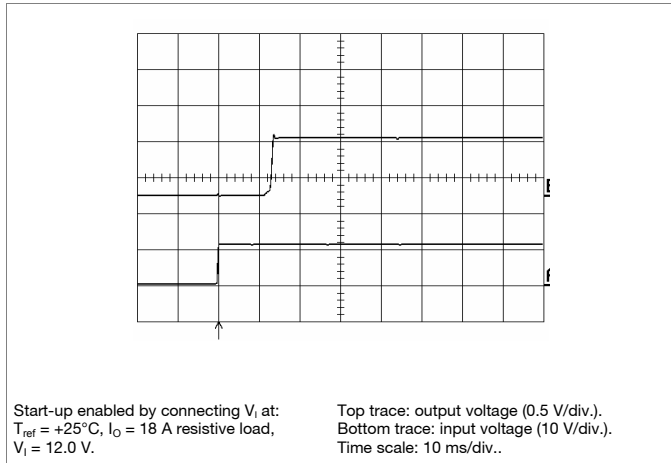 Start-up enabled by connecting VI at:
Tref = +25°C, IO = 18 A resistive load,
VI = 12.0 V.
Top trace: output voltage (0.5 V/div.).
Bottom trace: input voltage (10 V/div.).
Time scale: 10 ms/div..